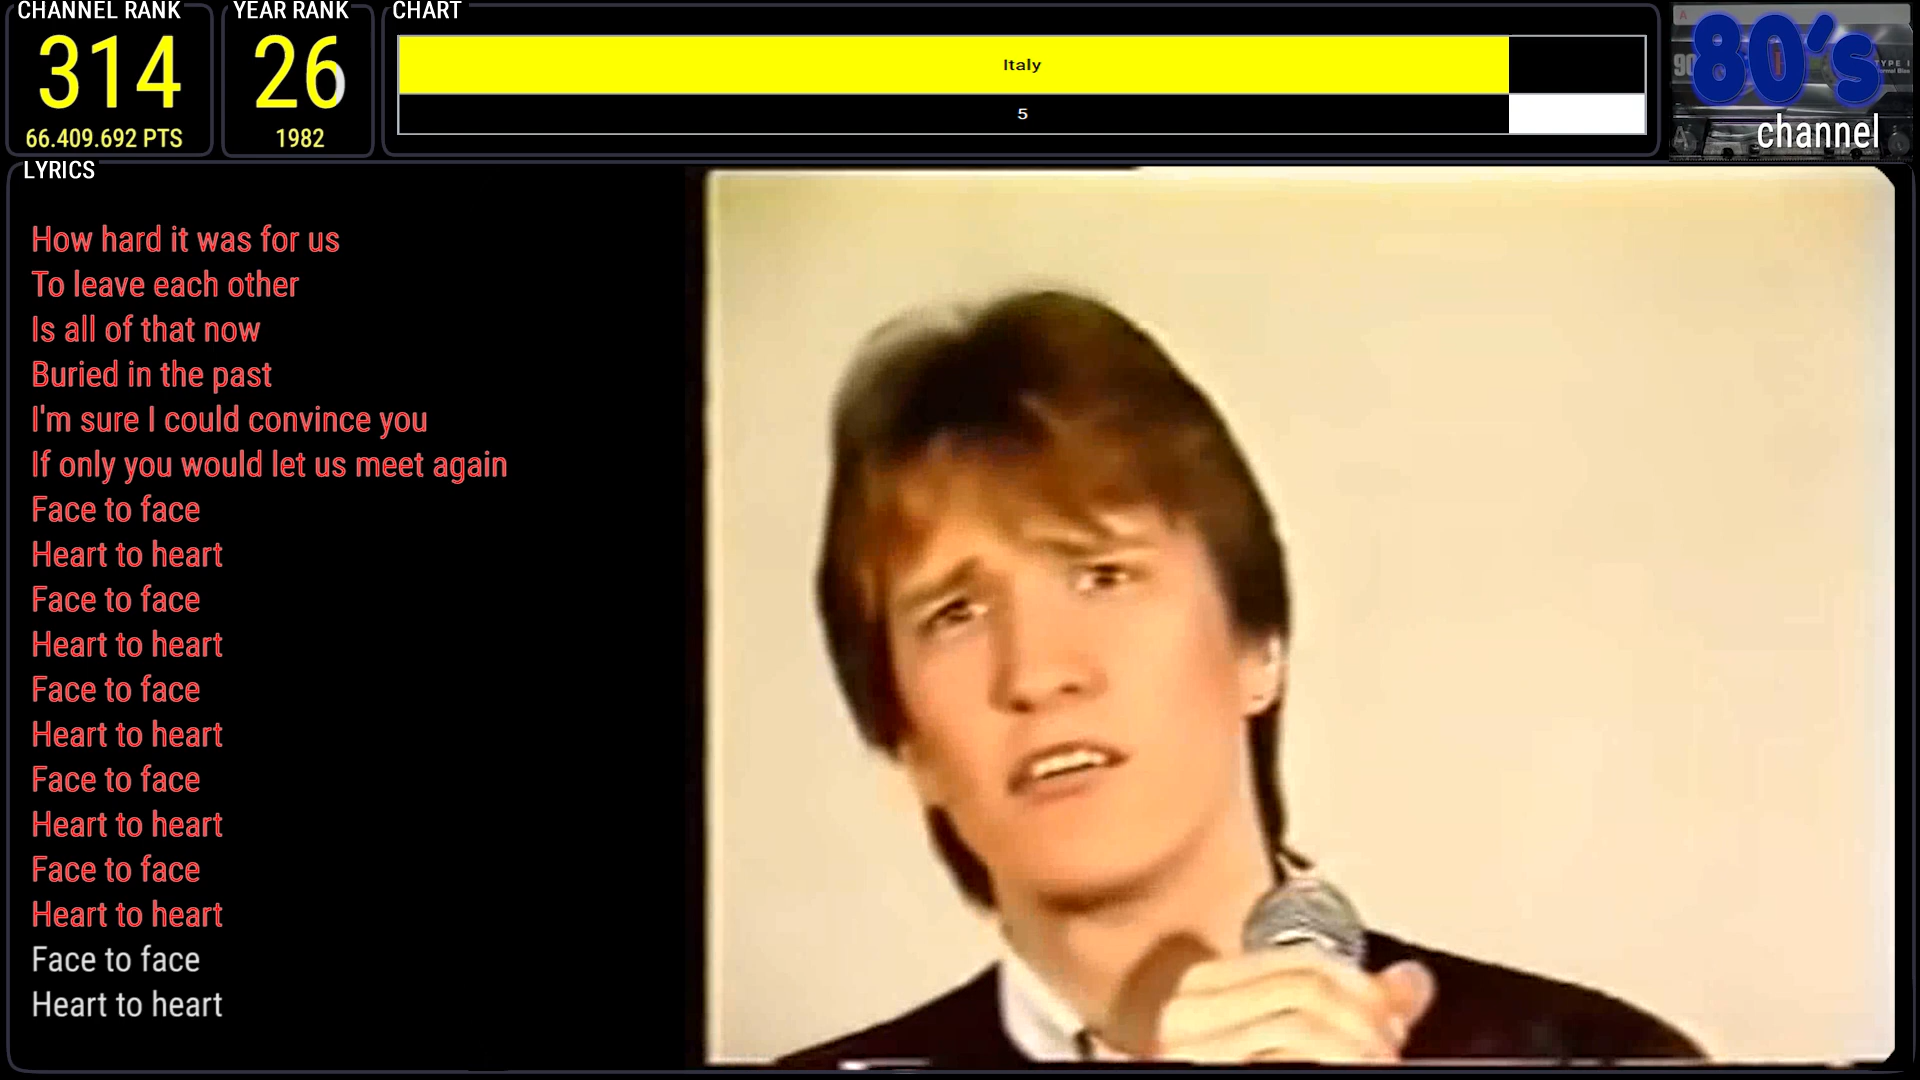 CHANNEL RANK
314
66.409.692 PTS
YEAR RANK
26
1982
CHART
Italy
5
A
90
TYPE I
Normal Bias
80's
channel
A
LYRICS
How hard it was for us
To leave each other
Is all of that now
Buried in the past
I'm sure I could convince you
If only you would let us meet again
Face to face
Heart to heart
Face to face
Heart to heart
Face to face
Heart to heart
Face to face
Heart to heart
Face to face
Heart to heart
Face to face
Heart to heart